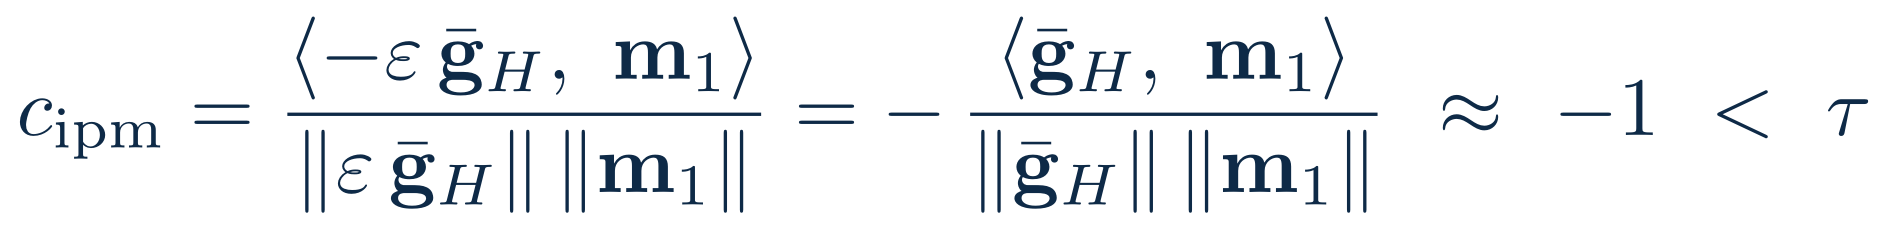 c_ipm = ⟨−ε ḡ_H, m_1⟩ / (‖ε ḡ_H‖ ‖m_1‖) = − ⟨ḡ_H, m_1⟩ / (‖ḡ_H‖ ‖m_1‖) ≈ −1 < τ